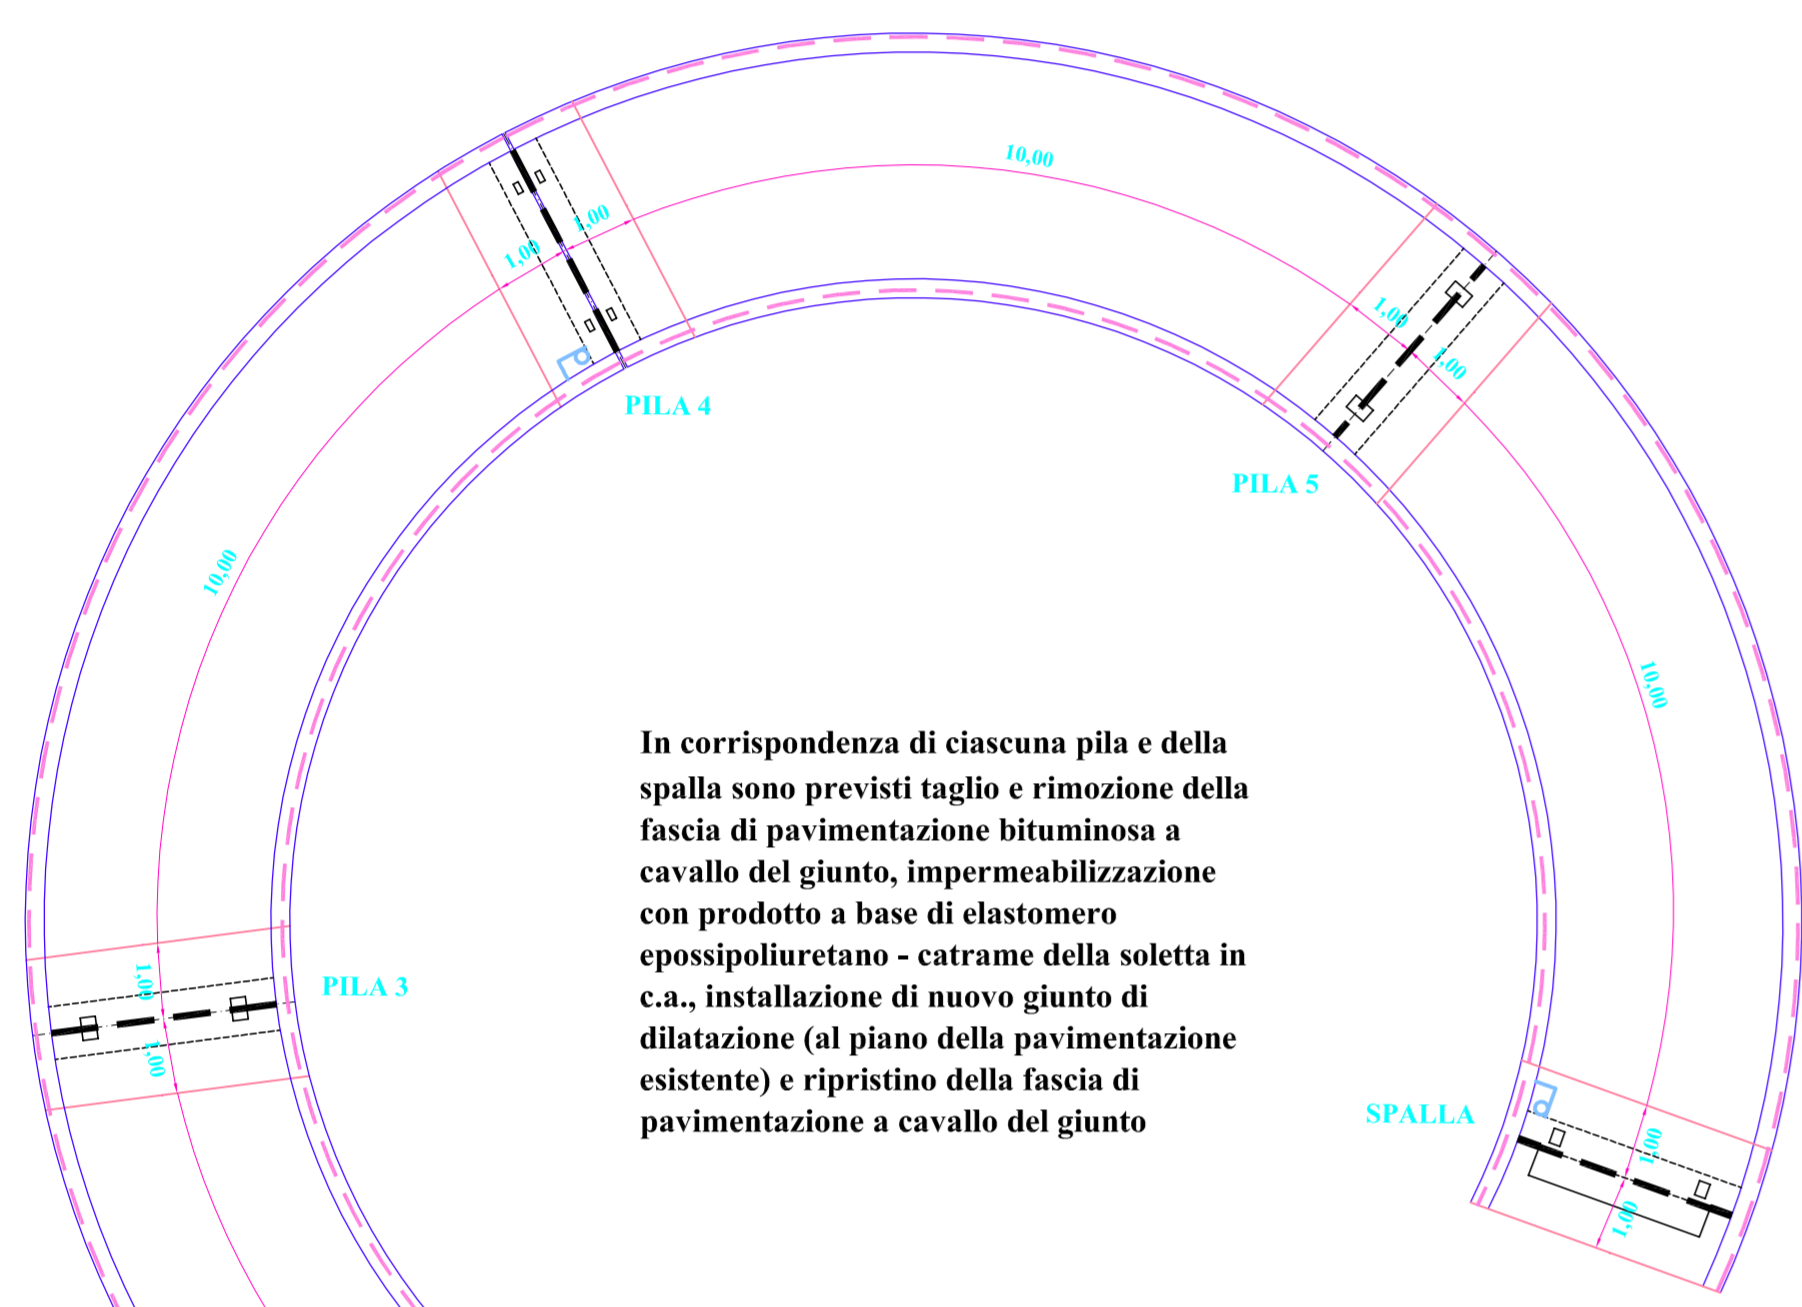 10,00
1,00
1,00
1,00
1,00
PILA 4
PILA 5
10,00
10,00
In corrispondenza di ciascuna pila e della
spalla sono previsti taglio e rimozione della
fascia di pavimentazione bituminosa a
cavallo del giunto, impermeabilizzazione
con prodotto a base di elastomero
epossipoliuretano - catrame della soletta in
c.a., installazione di nuovo giunto di
dilatazione (al piano della pavimentazione
esistente) e ripristino della fascia di
pavimentazione a cavallo del giunto
1,00
PILA 3
1,00
SPALLA
1,00
1,00